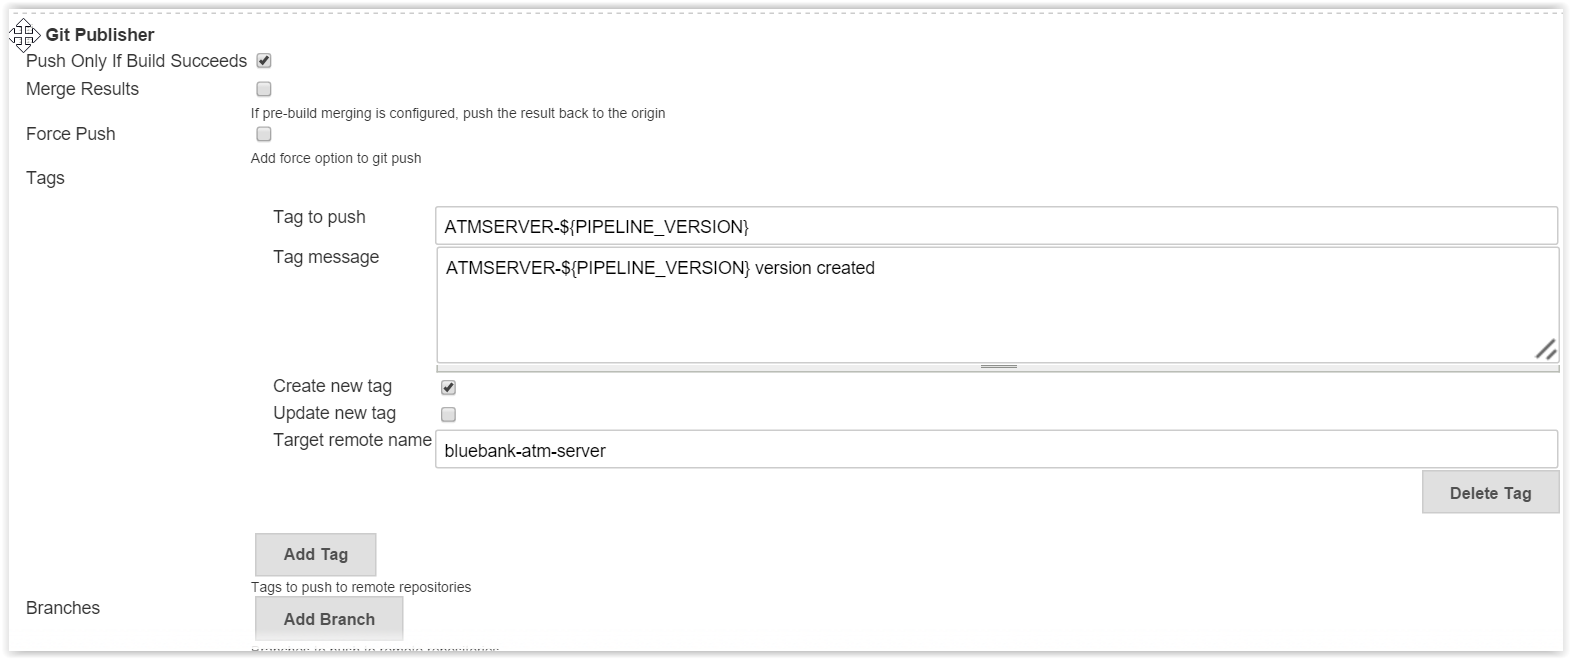 Git Publisher
Push Only If Build Succeeds
Merge Results
If pre-build merging is configured, push the result back to the origin
Force Push
Add force option to git push
Tags
Tag to push
ATMSERVER-${PIPELINE_VERSION}
Tag message
ATMSERVER-${PIPELINE_VERSION} version created
Create new tag
Update new tag
Target remote name
bluebank-atm-server
Delete Tag
Add Tag
Tags to push to remote repositories
Branches
Add Branch